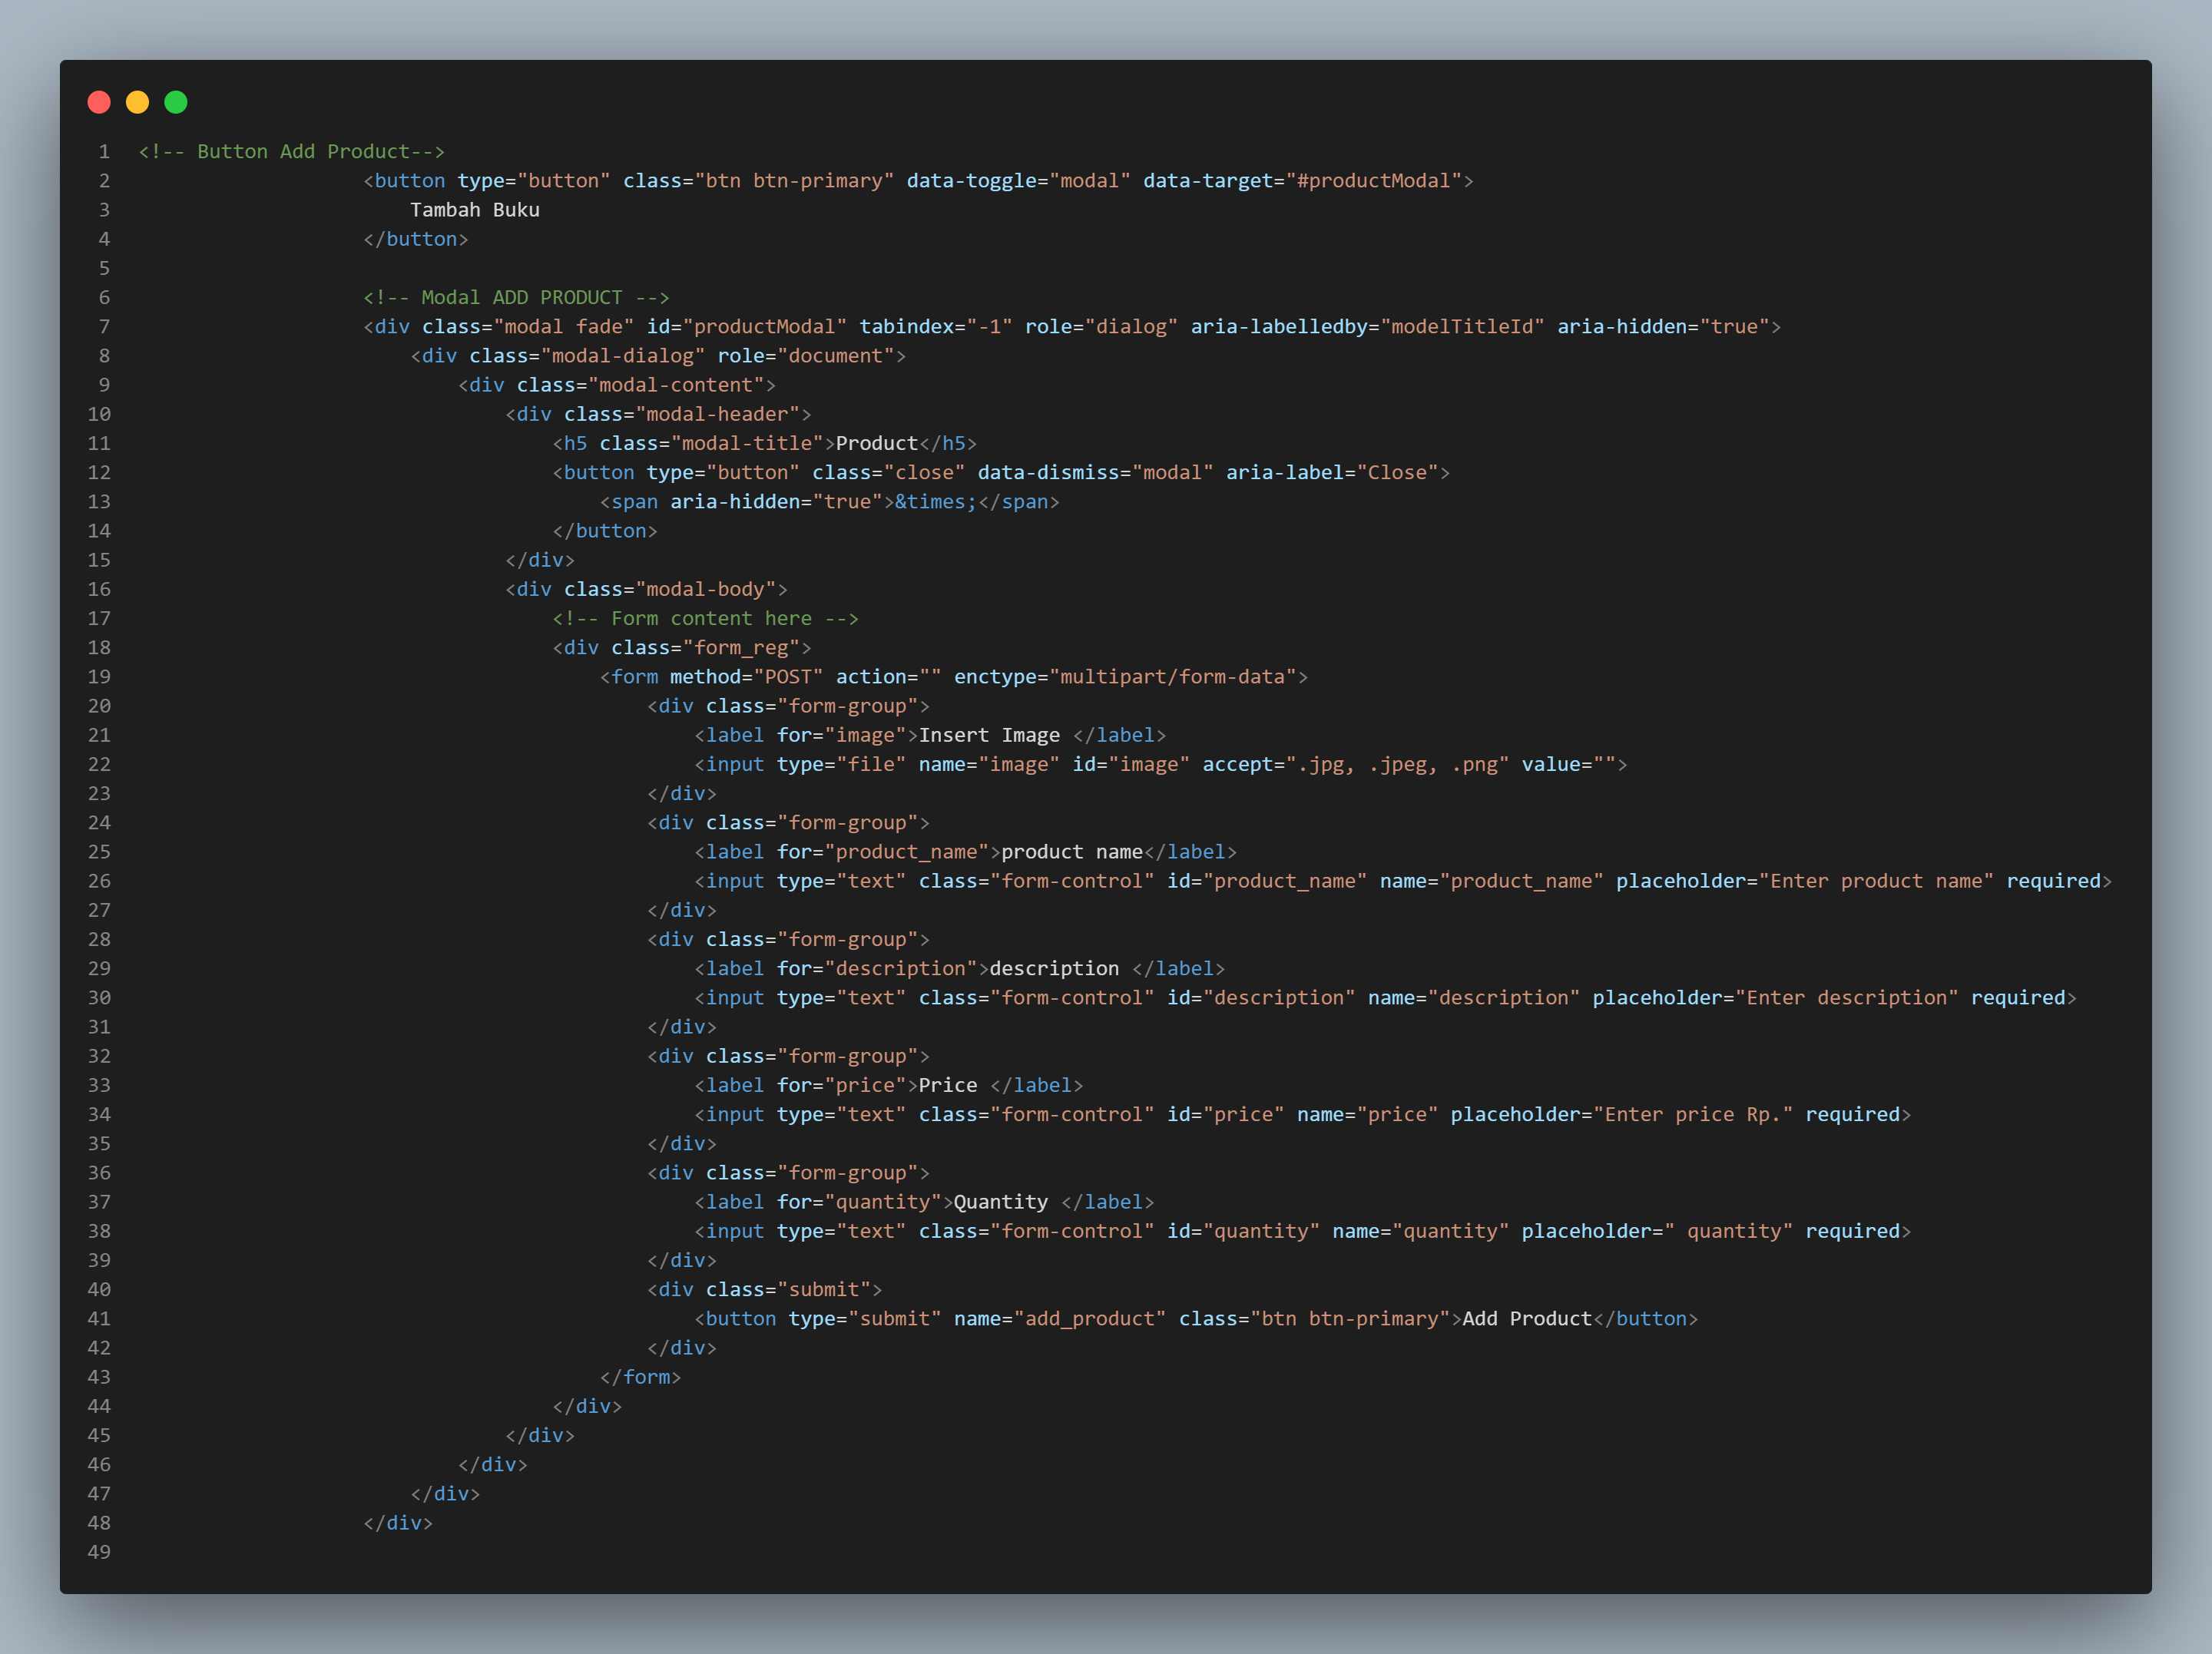 1 <!-- Button Add Product-->
2 <button type="button" class="btn btn-primary" data-toggle="modal" data-target="#productModal">
3 Tambah Buku
4 </button>
5
6 <!-- Modal ADD PRODUCT -->
7 <div class="modal fade" id="productModal" tabindex="-1" role="dialog" aria-labelledby="modelTitleId" aria-hidden="true">
8 <div class="modal-dialog" role="document">
9 <div class="modal-content">
10 <div class="modal-header">
11 <h5 class="modal-title">Product</h5>
12 <button type="button" class="close" data-dismiss="modal" aria-label="Close">
13 <span aria-hidden="true">&times;</span>
14 </button>
15 </div>
16 <div class="modal-body">
17 <!-- Form content here -->
18 <div class="form_reg">
19 <form method="POST" action="" enctype="multipart/form-data">
20 <div class="form-group">
21 <label for="image">Insert Image </label>
22 <input type="file" name="image" id="image" accept=".jpg, .jpeg, .png" value="">
23 </div>
24 <div class="form-group">
25 <label for="product_name">product name</label>
26 <input type="text" class="form-control" id="product_name" name="product_name" placeholder="Enter product name" required>
27 </div>
28 <div class="form-group">
29 <label for="description">description </label>
30 <input type="text" class="form-control" id="description" name="description" placeholder="Enter description" required>
31 </div>
32 <div class="form-group">
33 <label for="price">Price </label>
34 <input type="text" class="form-control" id="price" name="price" placeholder="Enter price Rp." required>
35 </div>
36 <div class="form-group">
37 <label for="quantity">Quantity </label>
38 <input type="text" class="form-control" id="quantity" name="quantity" placeholder=" quantity" required>
39 </div>
40 <div class="submit">
41 <button type="submit" name="add_product" class="btn btn-primary">Add Product</button>
42 </div>
43 </form>
44 </div>
45 </div>
46 </div>
47 </div>
48 </div>
49